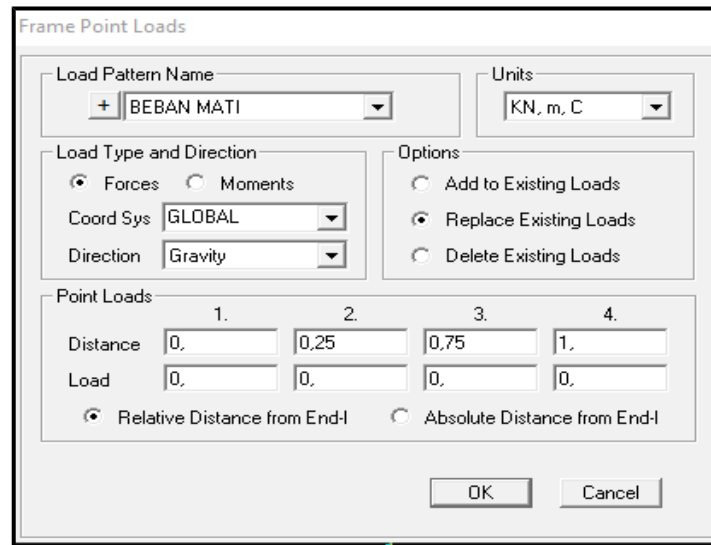 Frame Point Loads
Load Pattern Name
+ BEBAN MATI
Units
KN, m, C
Load Type and Direction
Forces Moments
Coord Sys GLOBAL
Direction Gravity
Options
Add to Existing Loads
Replace Existing Loads
Delete Existing Loads
Point Loads
1. 2. 3. 4.
Distance 0, 0,25 0,75 1,
Load 0, 0, 0, 0,
Relative Distance from End-I Absolute Distance from End-I
OK Cancel